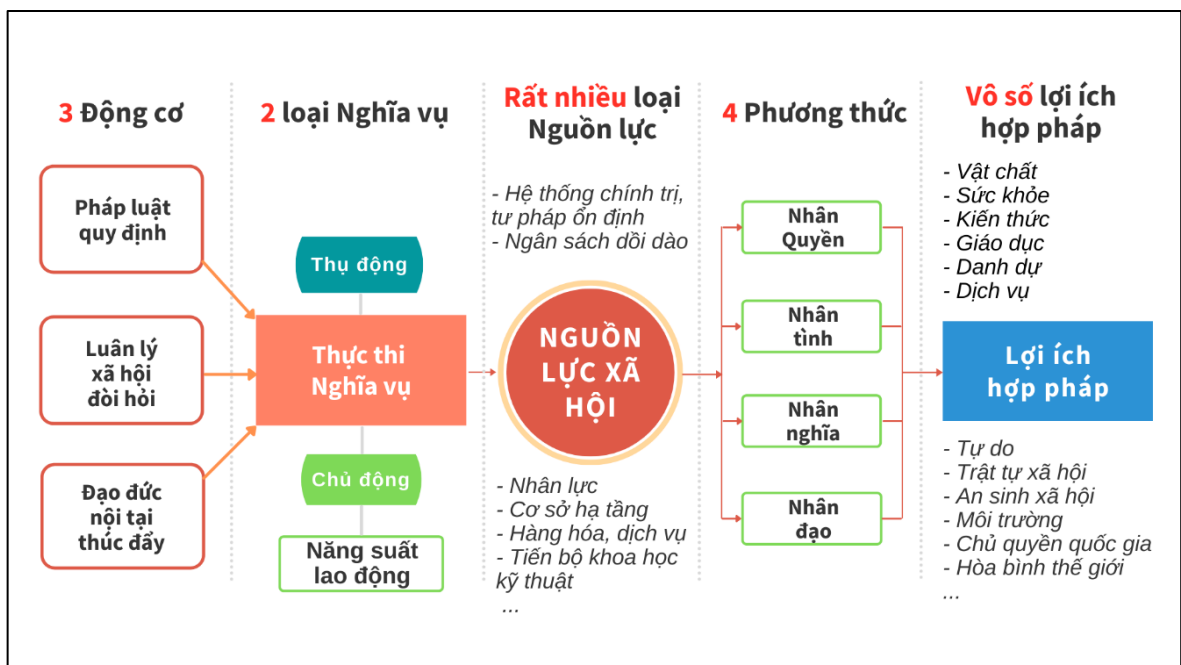 3 Động cơ
Pháp luật
quy định
Luân lý
xã hội
đòi hỏi
Đạo đức
nội tại
thúc đẩy
2 loại Nghĩa vụ
Thụ động
Thực thi
Nghĩa vụ
Chủ động
Năng suất
lao động
Rất nhiều loại
Nguồn lực
- Hệ thống chính trị,
tư pháp ổn định
- Ngân sách dồi dào
NGUỒN
LỰC XÃ
HỘI
- Nhân lực
- Cơ sở hạ tầng
- Hàng hóa, dịch vụ
- Tiến bộ khoa học
kỹ thuật
...
4 Phương thức
Nhân
Quyền
Nhân
tình
Nhân
nghĩa
Nhân
đạo
Vô số lợi ích
hợp pháp
- Vật chất
- Sức khỏe
- Kiến thức
- Giáo dục
- Danh dự
- Dịch vụ
Lợi ích
hợp pháp
- Tự do
- Trật tự xã hội
- An sinh xã hội
- Môi trường
- Chủ quyền quốc gia
- Hòa bình thế giới
...